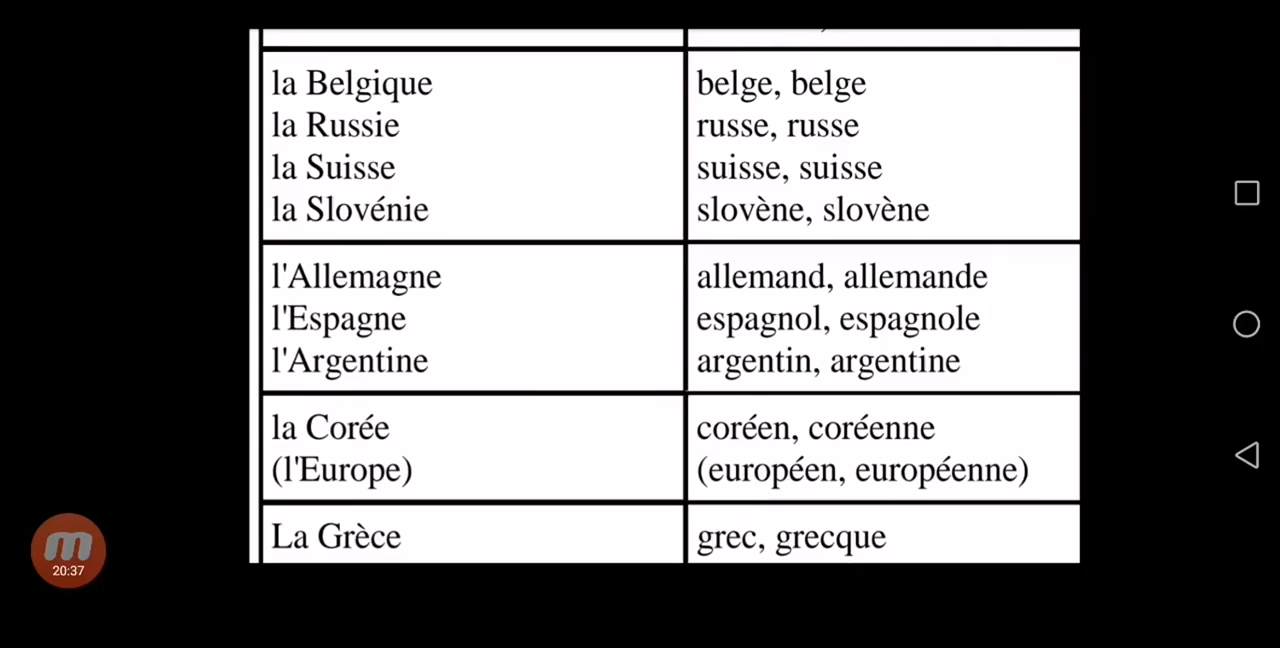 la Belgique belge, belge
la Russie russe, russe
la Suisse suisse, suisse
la Slovénie slovène, slovène
l'Allemagne allemand, allemande
l'Espagne espagnol, espagnole
l'Argentine argentin, argentine
la Corée coréen, coréenne
(l'Europe) (européen, européenne)
La Grèce grec, grecque
20:37